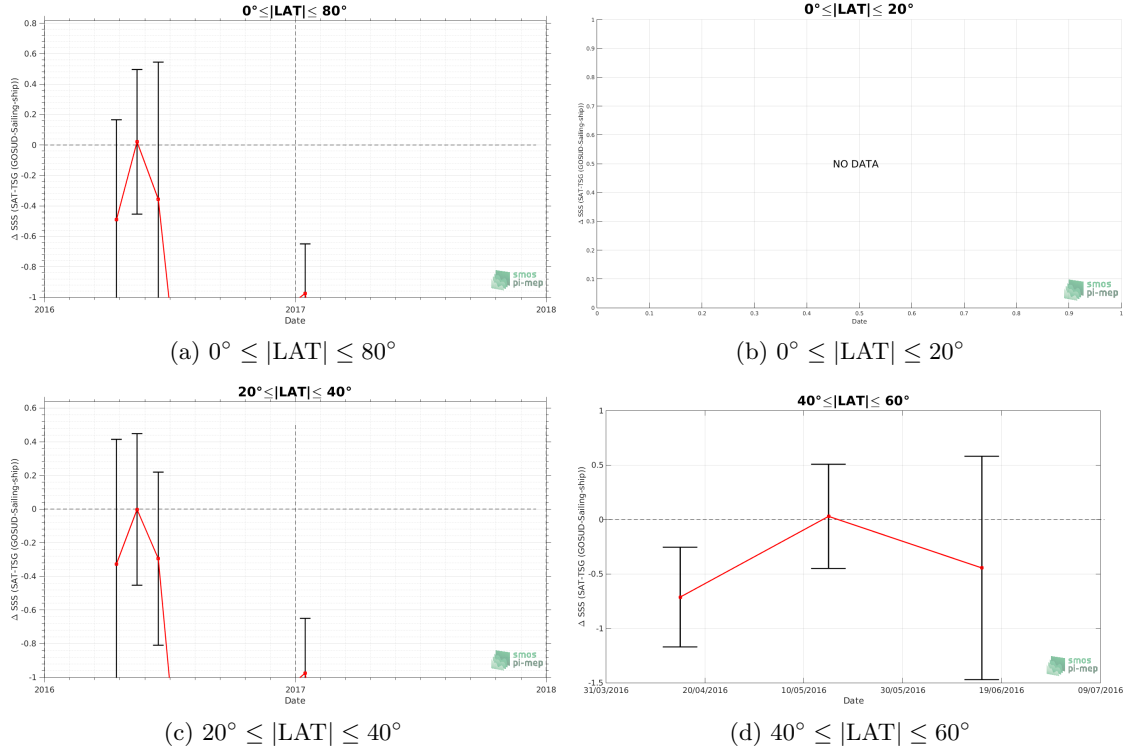 0°≤|LAT|≤ 80°
0.8
0.6
0.4
0.2
0
-0.2
-0.4
-0.6
-0.8
-1
Δ SSS (SAT-TSG (GOSUD-Sailing-ship))
2016
2017
2018
Date
smos
pi-mep
(a) 0° ≤ |LAT| ≤ 80°
0°≤|LAT|≤ 20°
1
0.9
0.8
0.7
0.6
0.5
0.4
0.3
0.2
0.1
0
Δ SSS (SAT-TSG (GOSUD-Sailing-ship))
NO DATA
0
0.1
0.2
0.3
0.4
0.5
0.6
0.7
0.8
0.9
1
Date
smos
pi-mep
(b) 0° ≤ |LAT| ≤ 20°
20°≤|LAT|≤ 40°
0.6
0.4
0.2
0
-0.2
-0.4
-0.6
-0.8
-1
Δ SSS (SAT-TSG (GOSUD-Sailing-ship))
2016
2017
2018
Date
smos
pi-mep
(c) 20° ≤ |LAT| ≤ 40°
40°≤|LAT|≤ 60°
1
0.5
0
-0.5
-1
-1.5
Δ SSS (SAT-TSG (GOSUD-Sailing-ship))
31/03/2016
20/04/2016
10/05/2016
30/05/2016
19/06/2016
09/07/2016
Date
smos
pi-mep
(d) 40° ≤ |LAT| ≤ 60°